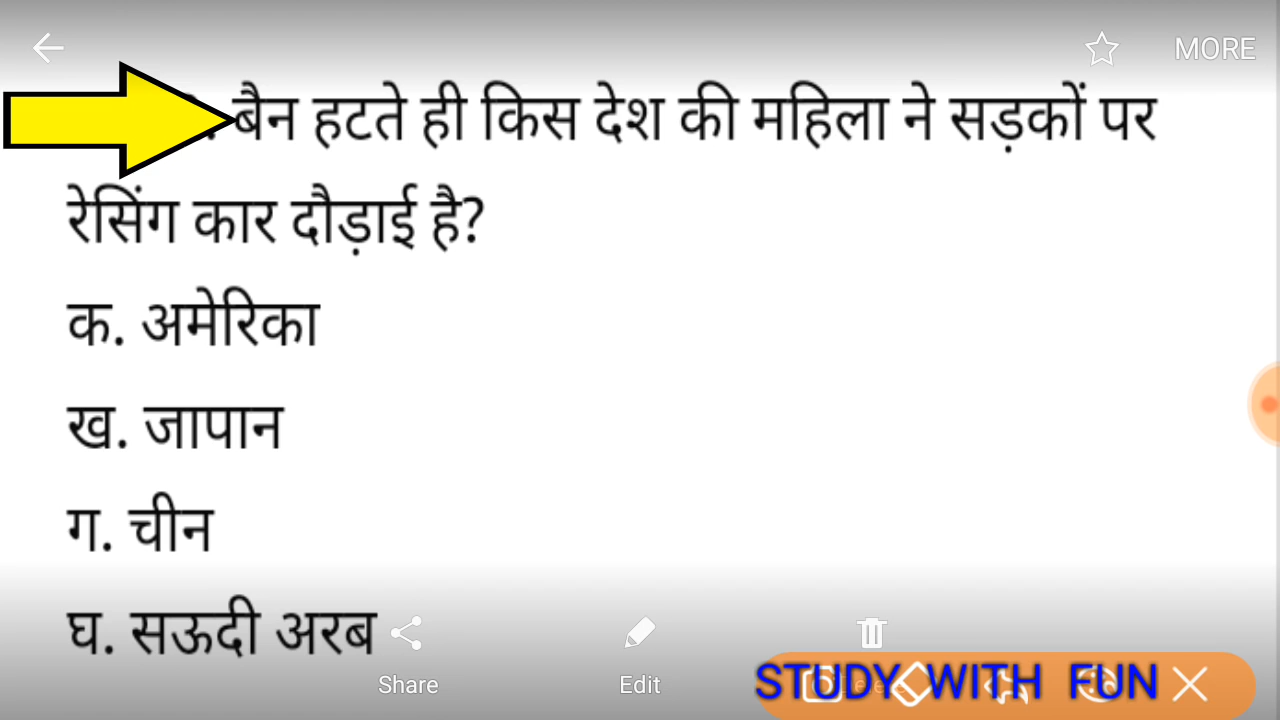 MORE
बैन हटते ही किस देश की महिला ने सड़कों पर
रेसिंग कार दौड़ाई है?
क. अमेरिका
ख. जापान
ग. चीन
घ. सऊदी अरब
Share Edit
STUDY WITH FUN